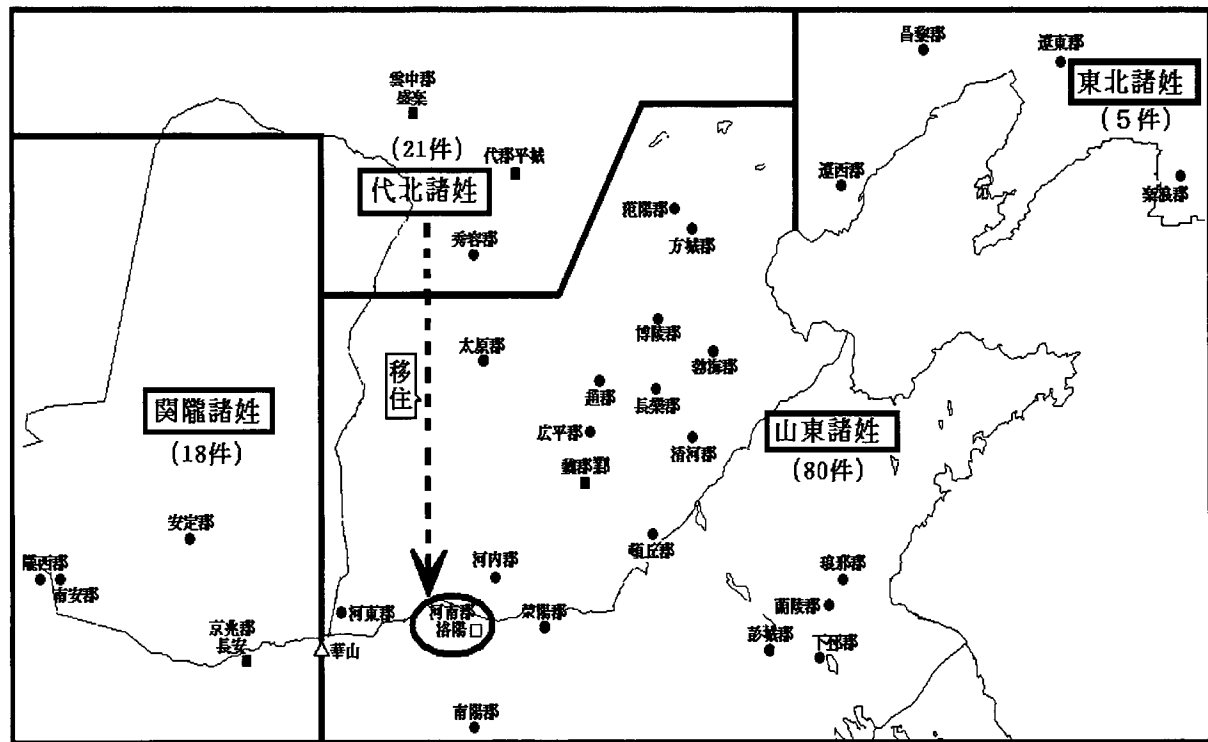 昌黎郡
遼東郡
東北諸姓
(5件)
遼西郡
楽浪郡
雲中郡
盛楽
(21件)
代郡平城
代北諸姓
秀容郡
范陽郡
方城郡
移住
太原郡
博陵郡
勃海郡
趙郡
長楽郡
広平郡
清河郡
魏郡鄴
山東諸姓
(80件)
関隴諸姓
(18件)
安定郡
隴西郡
南安郡
京兆郡
長安
華山
河東郡
河内郡
河南郡
洛陽
滎陽郡
頓丘郡
琅邪郡
蘭陵郡
彭城郡
下邳郡
南陽郡